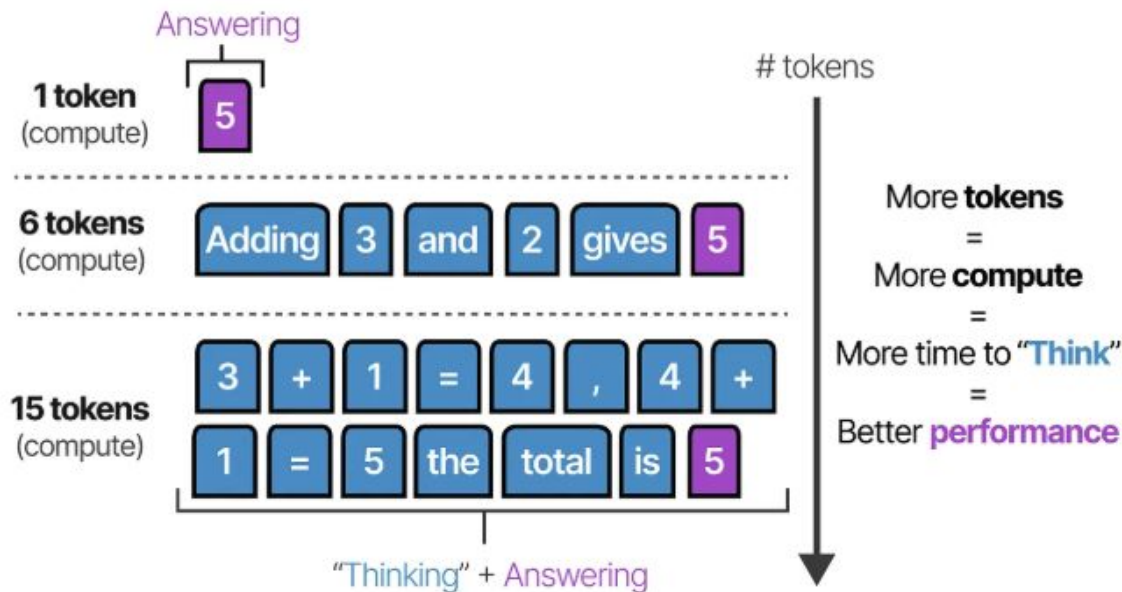 Answering
1 token
(compute)
5
6 tokens
(compute)
Adding 3 and 2 gives 5
15 tokens
(compute)
3 + 1 = 4 , 4 +
1 = 5 the total is 5
"Thinking" + Answering
# tokens
More tokens
=
More compute
=
More time to "Think"
=
Better performance